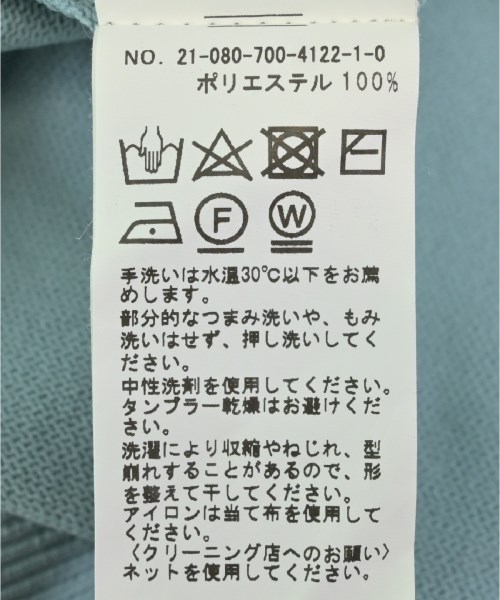 NO. 21-080-700-4122-1-0
ポリエステル 100%
F W
手洗いは水温30℃以下をお薦
めします。
部分的なつまみ洗いや、もみ
洗いはせず、押し洗いしてく
ださい。
中性洗剤を使用してください。
タンブラー乾燥はお避けくだ
さい。
洗濯により収縮やねじれ、型
崩れすることがあるので、形
を整えて干してください。
アイロンは当て布を使用して
ください。
〈クリーニング店へのお願い〉
ネットを使用してください。